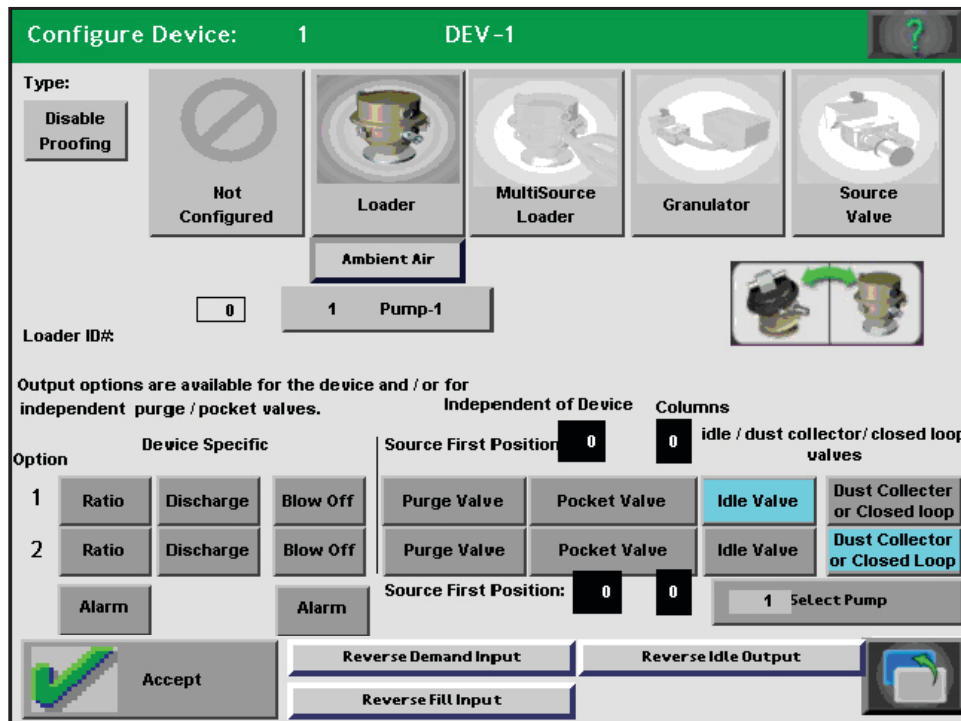 Configure Device: 1 DEV-1
?
Type:
Disable
Proofing
Not
Configured
Loader
MultiSource
Loader
Granulator
Source
Valve
Ambient Air
Loader ID#:
0
1 Pump-1
Output options are available for the device and / or for
independent purge / pocket valves.
Independent of Device
Columns
Option
Device Specific
Source First Position
0
0
idle / dust collector/ closed loop
valves
1
Ratio
Discharge
Blow Off
Purge Valve
Pocket Valve
Idle Valve
Dust Collecter
or Closed loop
2
Ratio
Discharge
Blow Off
Purge Valve
Pocket Valve
Idle Valve
Dust Collector
or Closed Loop
Alarm
Alarm
Source First Position:
0
0
1 Select Pump
Accept
Reverse Demand Input
Reverse Idle Output
Reverse Fill Input